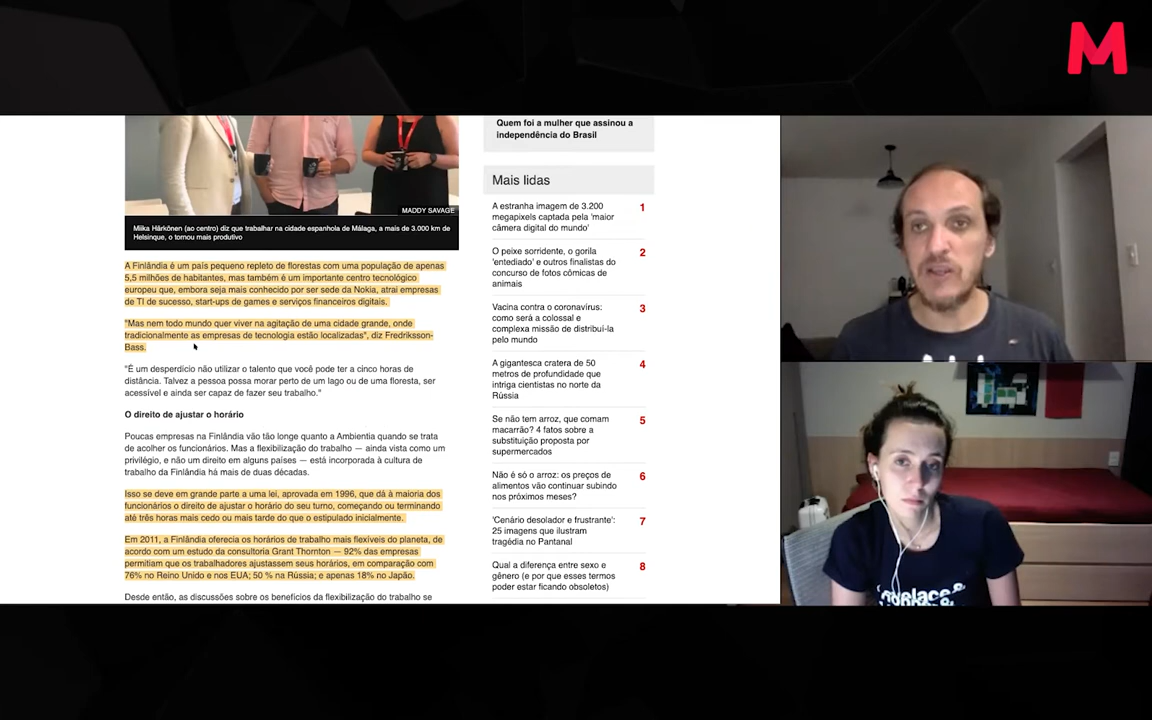 M
MADDY SAVAGE
Miika Härkönen (ao centro) diz que trabalhar na cidade espanhola de Málaga, a mais de 3.000 km de
Helsinque, o tornou mais produtivo
A Finlândia é um país pequeno repleto de florestas com uma população de apenas
5,5 milhões de habitantes, mas também é um importante centro tecnológico
europeu que, embora seja mais conhecido por ser sede da Nokia, atrai empresas
de TI de sucesso, start-ups de games e serviços financeiros digitais.
"Mas nem todo mundo quer viver na agitação de uma cidade grande, onde
tradicionalmente as empresas de tecnologia estão localizadas", diz Fredriksson-
Bass.
"É um desperdício não utilizar o talento que você pode ter a cinco horas de
distância. Talvez a pessoa possa morar perto de um lago ou de uma floresta, ser
acessível e ainda ser capaz de fazer seu trabalho."
O direito de ajustar o horário
Poucas empresas na Finlândia vão tão longe quanto a Ambientia quando se trata
de acolher os funcionários. Mas a flexibilização do trabalho — ainda vista como um
privilégio, e não um direito em alguns países — está incorporada à cultura de
trabalho da Finlândia há mais de duas décadas.
Isso se deve em grande parte a uma lei, aprovada em 1996, que dá à maioria dos
funcionários o direito de ajustar o horário do seu turno, começando ou terminando
até três horas mais cedo ou mais tarde do que o estipulado inicialmente.
Em 2011, a Finlândia oferecia os horários de trabalho mais flexíveis do planeta, de
acordo com um estudo da consultoria Grant Thornton — 92% das empresas
permitiam que os trabalhadores ajustassem seus horários, em comparação com
76% no Reino Unido e nos EUA; 50 % na Rússia; e apenas 18% no Japão.
Desde então, as discussões sobre os benefícios da flexibilização do trabalho se
Quem foi a mulher que assinou a
independência do Brasil
Mais lidas
A estranha imagem de 3.200 1
megapixels captada pela 'maior
câmera digital do mundo'
O peixe sorridente, o gorila 2
'entediado' e outros finalistas do
concurso de fotos cômicas de
animais
Vacina contra o coronavírus: 3
como será a colossal e
complexa missão de distribuí-la
pelo mundo
A gigantesca cratera de 50 4
metros de profundidade que
intriga cientistas no norte da
Rússia
Se não tem arroz, que comam 5
macarrão? 4 fatos sobre a
substituição proposta por
supermercados
Não é só o arroz: os preços de 6
alimentos vão continuar subindo
nos próximos meses?
'Cenário desolador e frustrante': 7
25 imagens que ilustram
tragédia no Pantanal
Qual a diferença entre sexo e 8
gênero (e por que esses termos
poder estar ficando obsoletos)